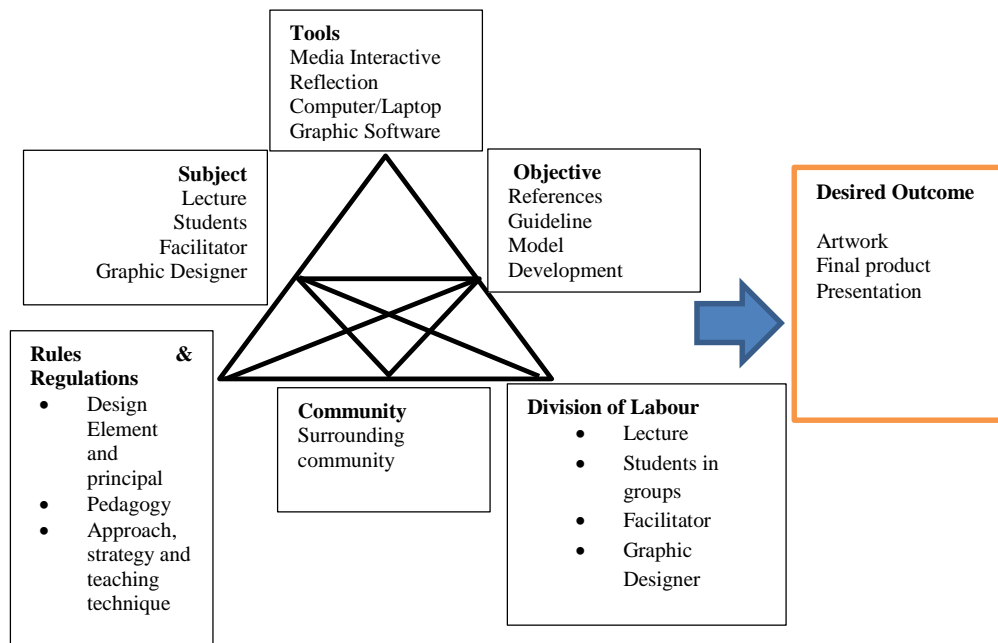 Tools
Media Interactive
Reflection
Computer/Laptop
Graphic Software
Subject
Lecture
Students
Facilitator
Graphic Designer
Objective
References
Guideline
Model
Development
Desired Outcome
Artwork
Final product
Presentation
Rules &
Regulations
• Design
Element
and
principal
• Pedagogy
• Approach,
strategy and
teaching
technique
Community
Surrounding
community
Division of Labour
• Lecture
• Students in
groups
• Facilitator
• Graphic
Designer